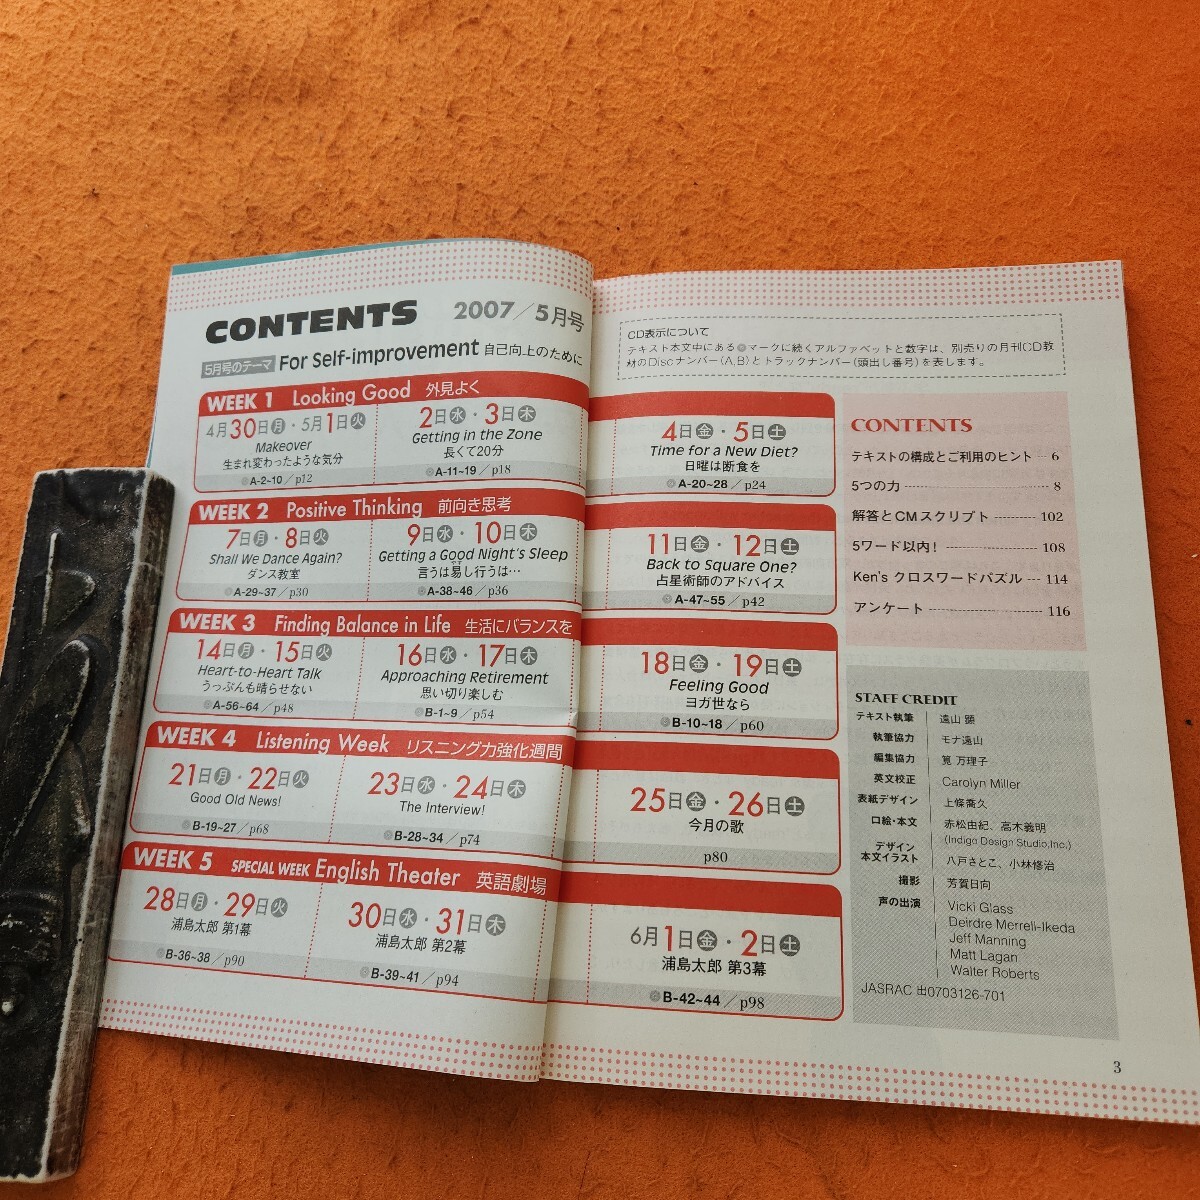 CONTENTS 2007/5月号
5月号のテーマ For Self-improvement 自己向上のために
WEEK 1 Looking Good 外見よく
4月30日月・5月1日火
Makeover
生まれ変わったような気分
A-2~10/p12
2日水・3日木
Getting in the Zone
長くて20分
A-11~19/p18
4日金・5日土
Time for a New Diet?
日曜は断食を
A-20~28/p24
WEEK 2 Positive Thinking 前向き思考
7日月・8日火
Shall We Dance Again?
ダンス教室
A-29~37/p30
9日水・10日木
Getting a Good Night's Sleep
言うは易し行うは…
A-38~46/p36
11日金・12日土
Back to Square One?
占星術師のアドバイス
A-47~55/p42
WEEK 3 Finding Balance in Life 生活にバランスを
14日月・15日火
Heart-to-Heart Talk
うっぷんも晴らせない
A-56~64/p48
16日水・17日木
Approaching Retirement
思い切り楽しむ
B-1~9/p54
18日金・19日土
Feeling Good
ヨガ世なら
B-10~18/p60
WEEK 4 Listening Week リスニング力強化週間
21日月・22日火
Good Old News!
B-19~27/p68
23日水・24日木
The Interview!
B-28~34/p74
25日金・26日土
今月の歌
p80
WEEK 5 SPECIAL WEEK English Theater 英語劇場
28日月・29日火
浦島太郎 第1幕
B-36~38/p90
30日水・31日木
浦島太郎 第2幕
B-39~41/p94
6月1日金・2日土
浦島太郎 第3幕
B-42~44/p98
CD表示について
テキスト本文中にあるマークに続くアルファベットと数字は、別売りの月刊CD教
材のDiscナンバー(A,B)とトラックナンバー(頭出し番号)を表します。
CONTENTS
テキストの構成とご利用のヒント 6
5つの力 8
解答とCMスクリプト 102
5ワード以内! 108
Ken's クロスワードパズル 114
アンケート 116
STAFF CREDIT
テキスト執筆 遠山 顕
執筆協力 モナ遠山
編集協力 筧 万理子
英文校正 Carolyn Miller
表紙デザイン 上條喬久
口絵・本文 赤松由紀、高木義明
デザイン (Indigo Design Studio,Inc.)
本文イラスト 八戸さとこ、小林修治
撮影 芳賀日向
声の出演 Vicki Glass
Deirdre Merrell-Ikeda
Jeff Manning
Matt Lagan
Walter Roberts
JASRAC 出0703126-701
3